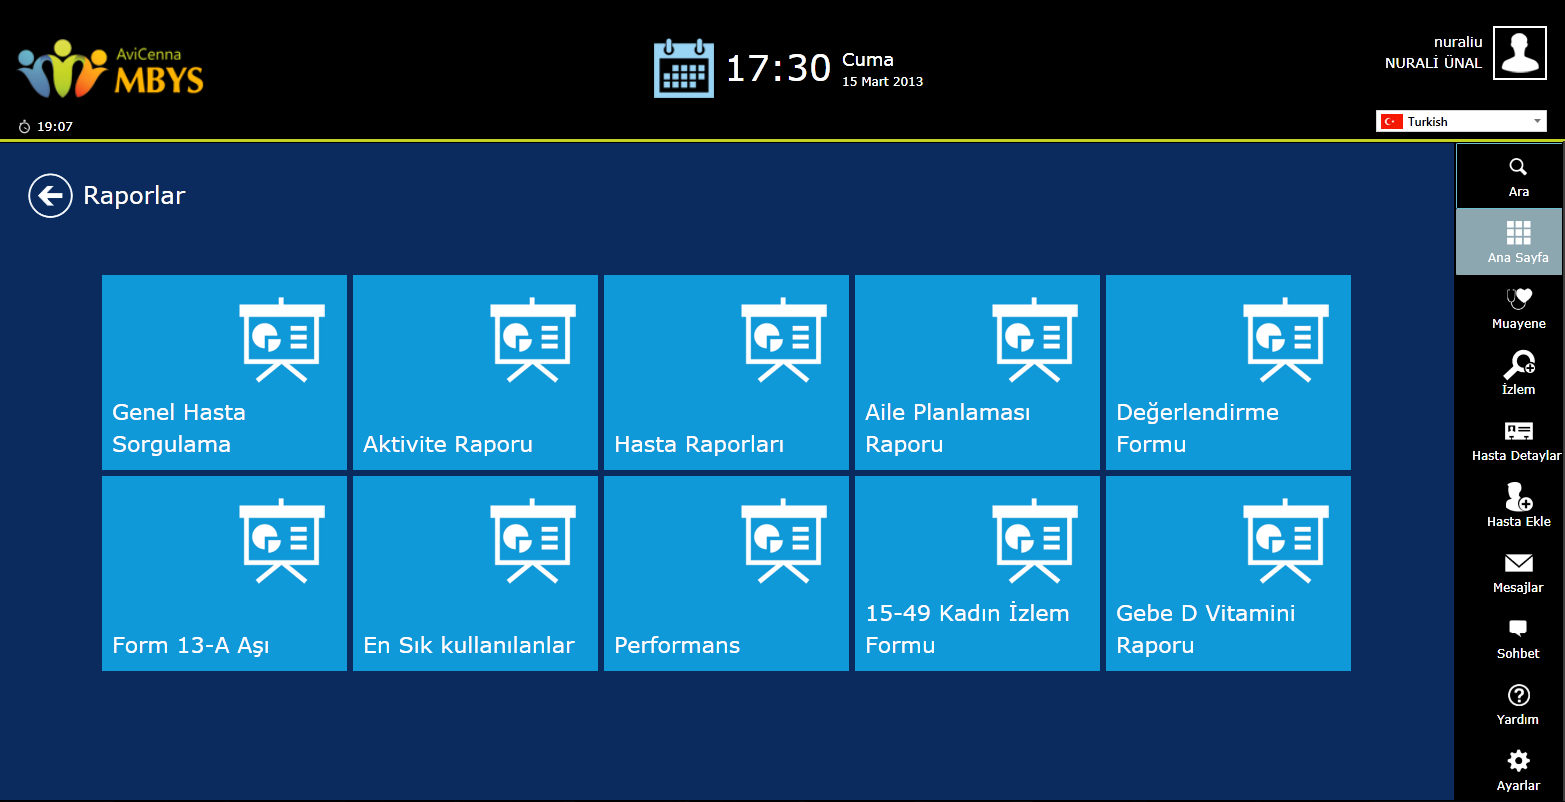 AviCenna
MBYS
19:07
17:30
Cuma
15 Mart 2013
nuraliu
NURALİ ÜNAL
Turkish
Raporlar
Genel Hasta
Sorgulama
Aktivite Raporu
Hasta Raporları
Aile Planlaması
Raporu
Değerlendirme
Formu
Form 13-A Aşı
En Sık kullanılanlar
Performans
15-49 Kadın İzlem
Formu
Gebe D Vitamini
Raporu
Ara
Ana Sayfa
Muayene
İzlem
Hasta Detaylar
Hasta Ekle
Mesajlar
Sohbet
Yardım
Ayarlar